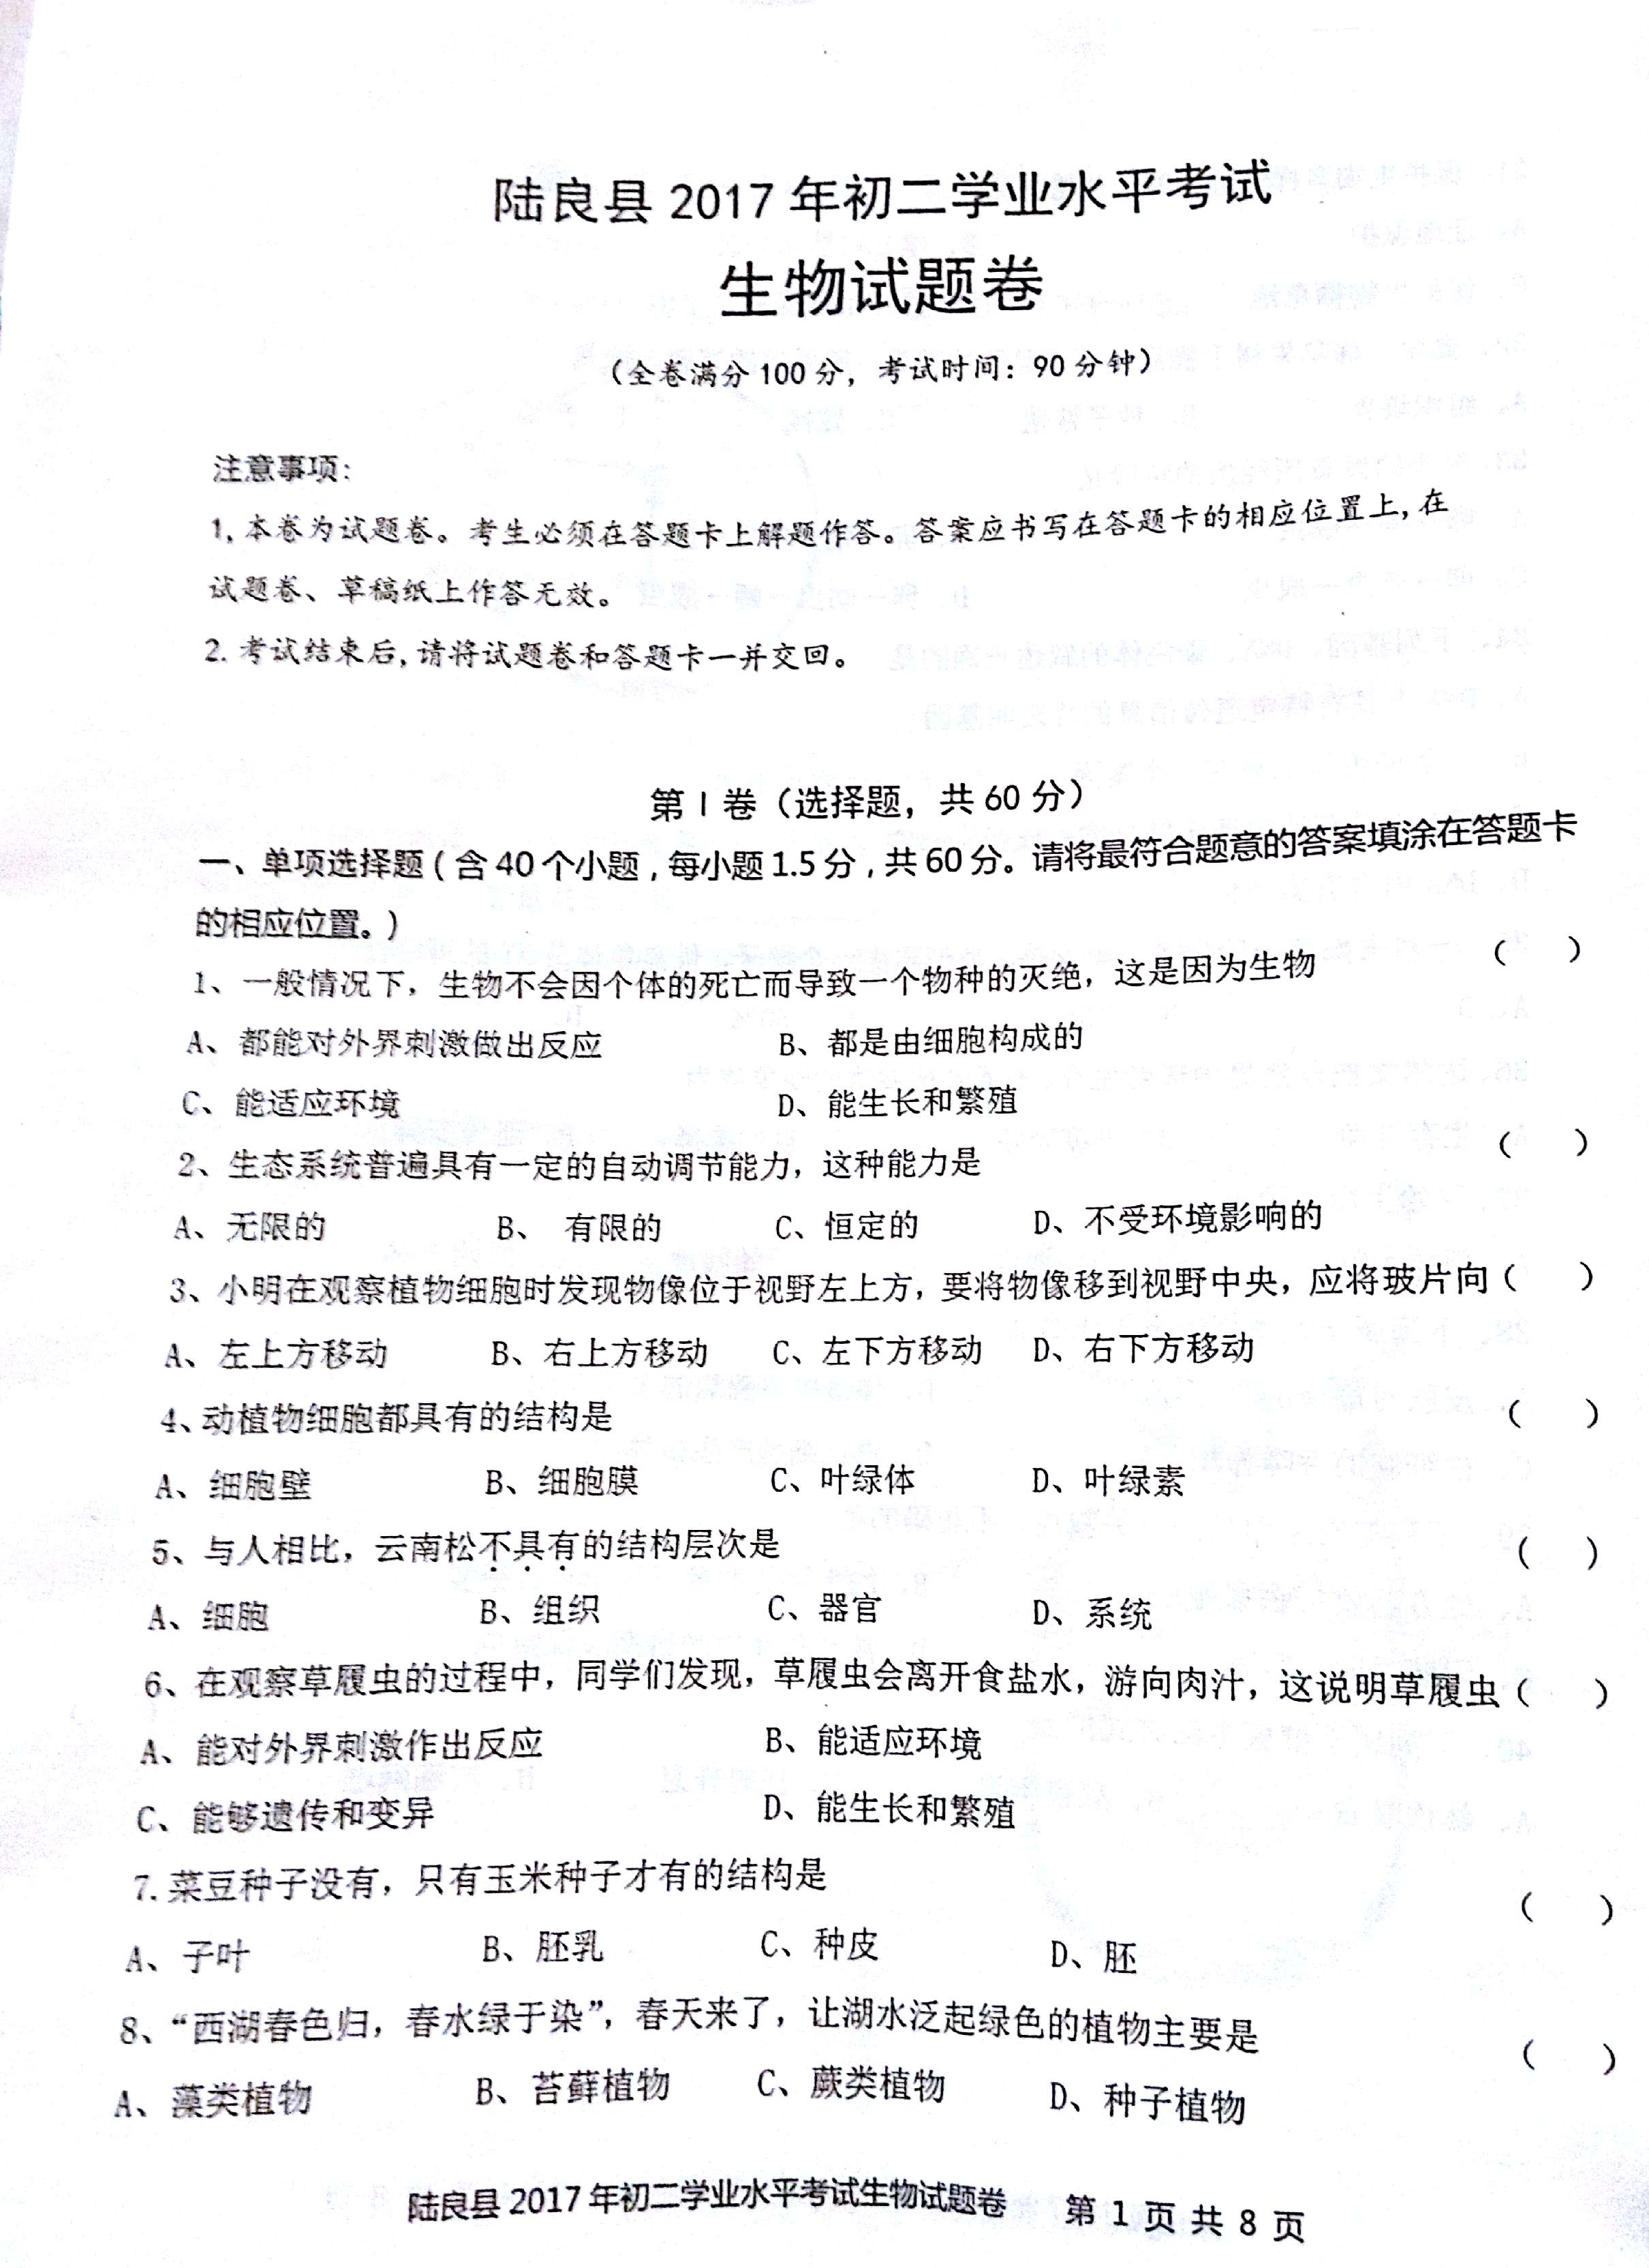 陆良县 2017 年初二学业水平考试
生物试题卷
（全卷满分 100 分，考试时间：90 分钟）
注意事项：
1, 本卷为试题卷。考生必须在答题卡上解题作答。答案应书写在答题卡的相应位置上, 在
试题卷、草稿纸上作答无效。
2. 考试结束后, 请将试题卷和答题卡一并交回。
第 I 卷（选择题，共 60 分）
一、单项选择题 ( 含 40 个小题 , 每小题 1.5 分 , 共 60 分。请将最符合题意的答案填涂在答题卡
的相应位置。)
1、一般情况下，生物不会因个体的死亡而导致一个物种的灭绝，这是因为生物 （ ）
A、都能对外界刺激做出反应 B、都是由细胞构成的
C、能适应环境 D、能生长和繁殖
2、生态系统普遍具有一定的自动调节能力，这种能力是 （ ）
A、无限的 B、 有限的 C、恒定的 D、不受环境影响的
3、小明在观察植物细胞时发现物像位于视野左上方，要将物像移到视野中央，应将玻片向（ ）
A、左上方移动 B、右上方移动 C、左下方移动 D、右下方移动
4、动植物细胞都具有的结构是 （ ）
A、细胞壁 B、细胞膜 C、叶绿体 D、叶绿素
5、与人相比，云南松不具有的结构层次是 （ ）
A、细胞 B、组织 C、器官 D、系统
6、在观察草履虫的过程中，同学们发现，草履虫会离开食盐水，游向肉汁，这说明草履虫（ ）
A、能对外界刺激作出反应 B、能适应环境
C、能够遗传和变异 D、能生长和繁殖
7. 菜豆种子没有，只有玉米种子才有的结构是 （ ）
A、子叶 B、胚乳 C、种皮 D、胚
8、“西湖春色归，春水绿于染”，春天来了，让湖水泛起绿色的植物主要是 （ ）
A、藻类植物 B、苔藓植物 C、蕨类植物 D、种子植物
陆良县 2017 年初二学业水平考试生物试题卷 第 1 页 共 8 页